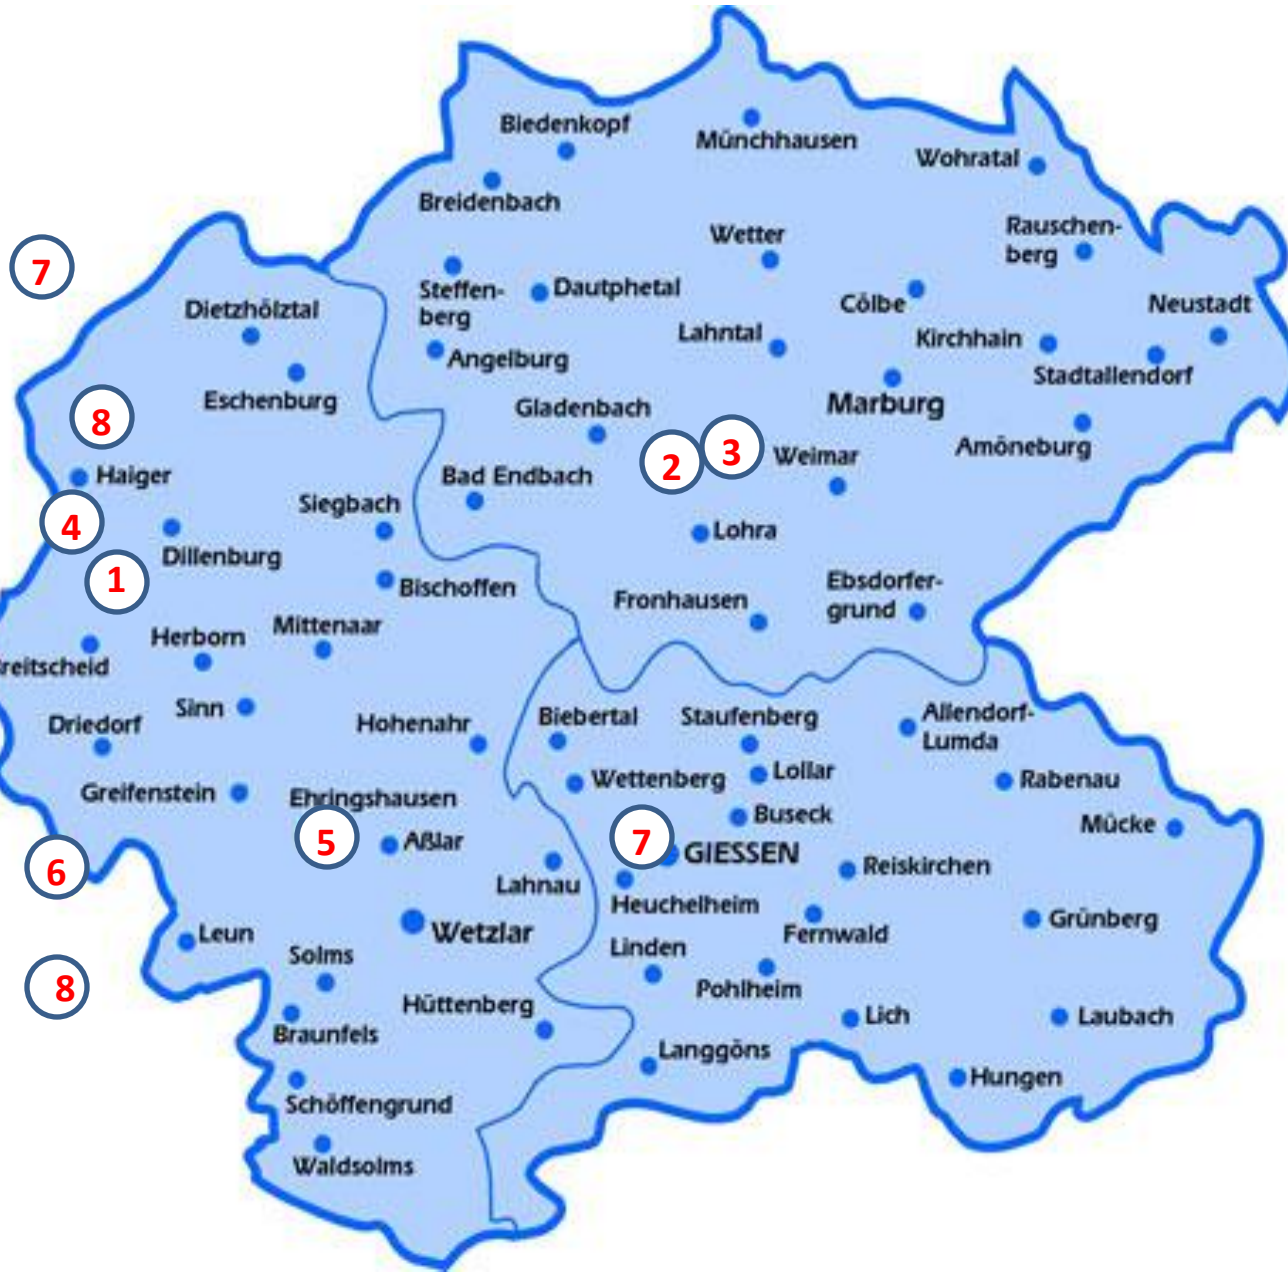 Biedenkopf
Münchhausen
Wohratal
Breidenbach
Rauschen-
berg
Wetter
7
Steffen-
berg
Dautphetal
Cölbe
Neustadt
Dietzhölztal
Lahntal
Kirchhain
Angelburg
Stadtallendorf
Eschenburg
Gladenbach
Marburg
8
2
3
Weimar
Amöneburg
Haiger
Bad Endbach
Siegbach
4
Lohra
Dillenburg
1
Bischoffen
Ebsdorfer-
grund
Fronhausen
Herborn
Mittenaar
reitscheid
Sinn
Driedorf
Hohenahr
Biebertal
Staufenberg
Allendorf-
Lumda
Wettenberg
Lollar
Rabenau
Greifenstein
Ehringshausen
Buseck
Mücke
5
Aßlar
7
GIESSEN
6
Reiskirchen
Lahnau
Heuchelheim
Grünberg
Leun
Wetzlar
Fernwald
Solms
Linden
8
Pohlheim
Hüttenberg
Lich
Laubach
Braunfels
Langgöns
Hungen
Schöffengrund
Waldsolms